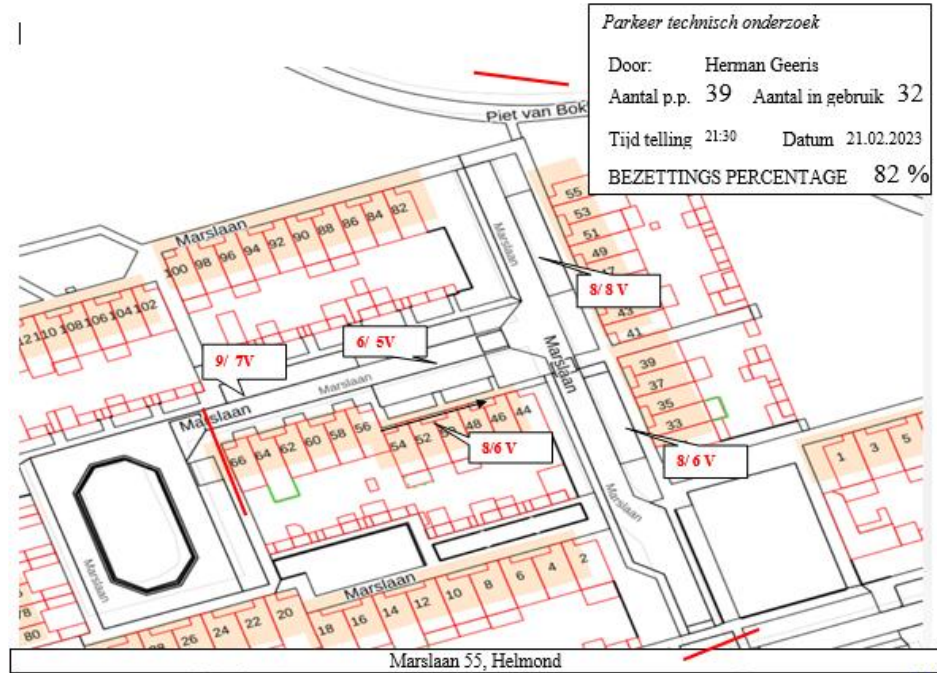 Parkeer technisch onderzoek
Door: Herman Geeris
Aantal p.p. 39 Aantal in gebruik 32
Tijd telling 21:30 Datum 21.02.2023
BEZETTINGS PERCENTAGE 82 %
Piet van Bok
Marslaan
100 98 96 94 92 90 88 86 84 82
Marslaan
55
53
51
49
47
43
41
8/ 8 V
110 108 106 104 102
6/ 5V
9/ 7V
Marslaan
Marslaan
Marslaan
39
37
35
33
66 64 62 60 58 56 54 52 50 48 46 44
8/6 V
8/ 6 V
1 3 5
Marslaan
Marslaan
Marslaan
18 16 14 12 10 8 6 4 2
80 26 24 22 20
78
Marslaan 55, Helmond